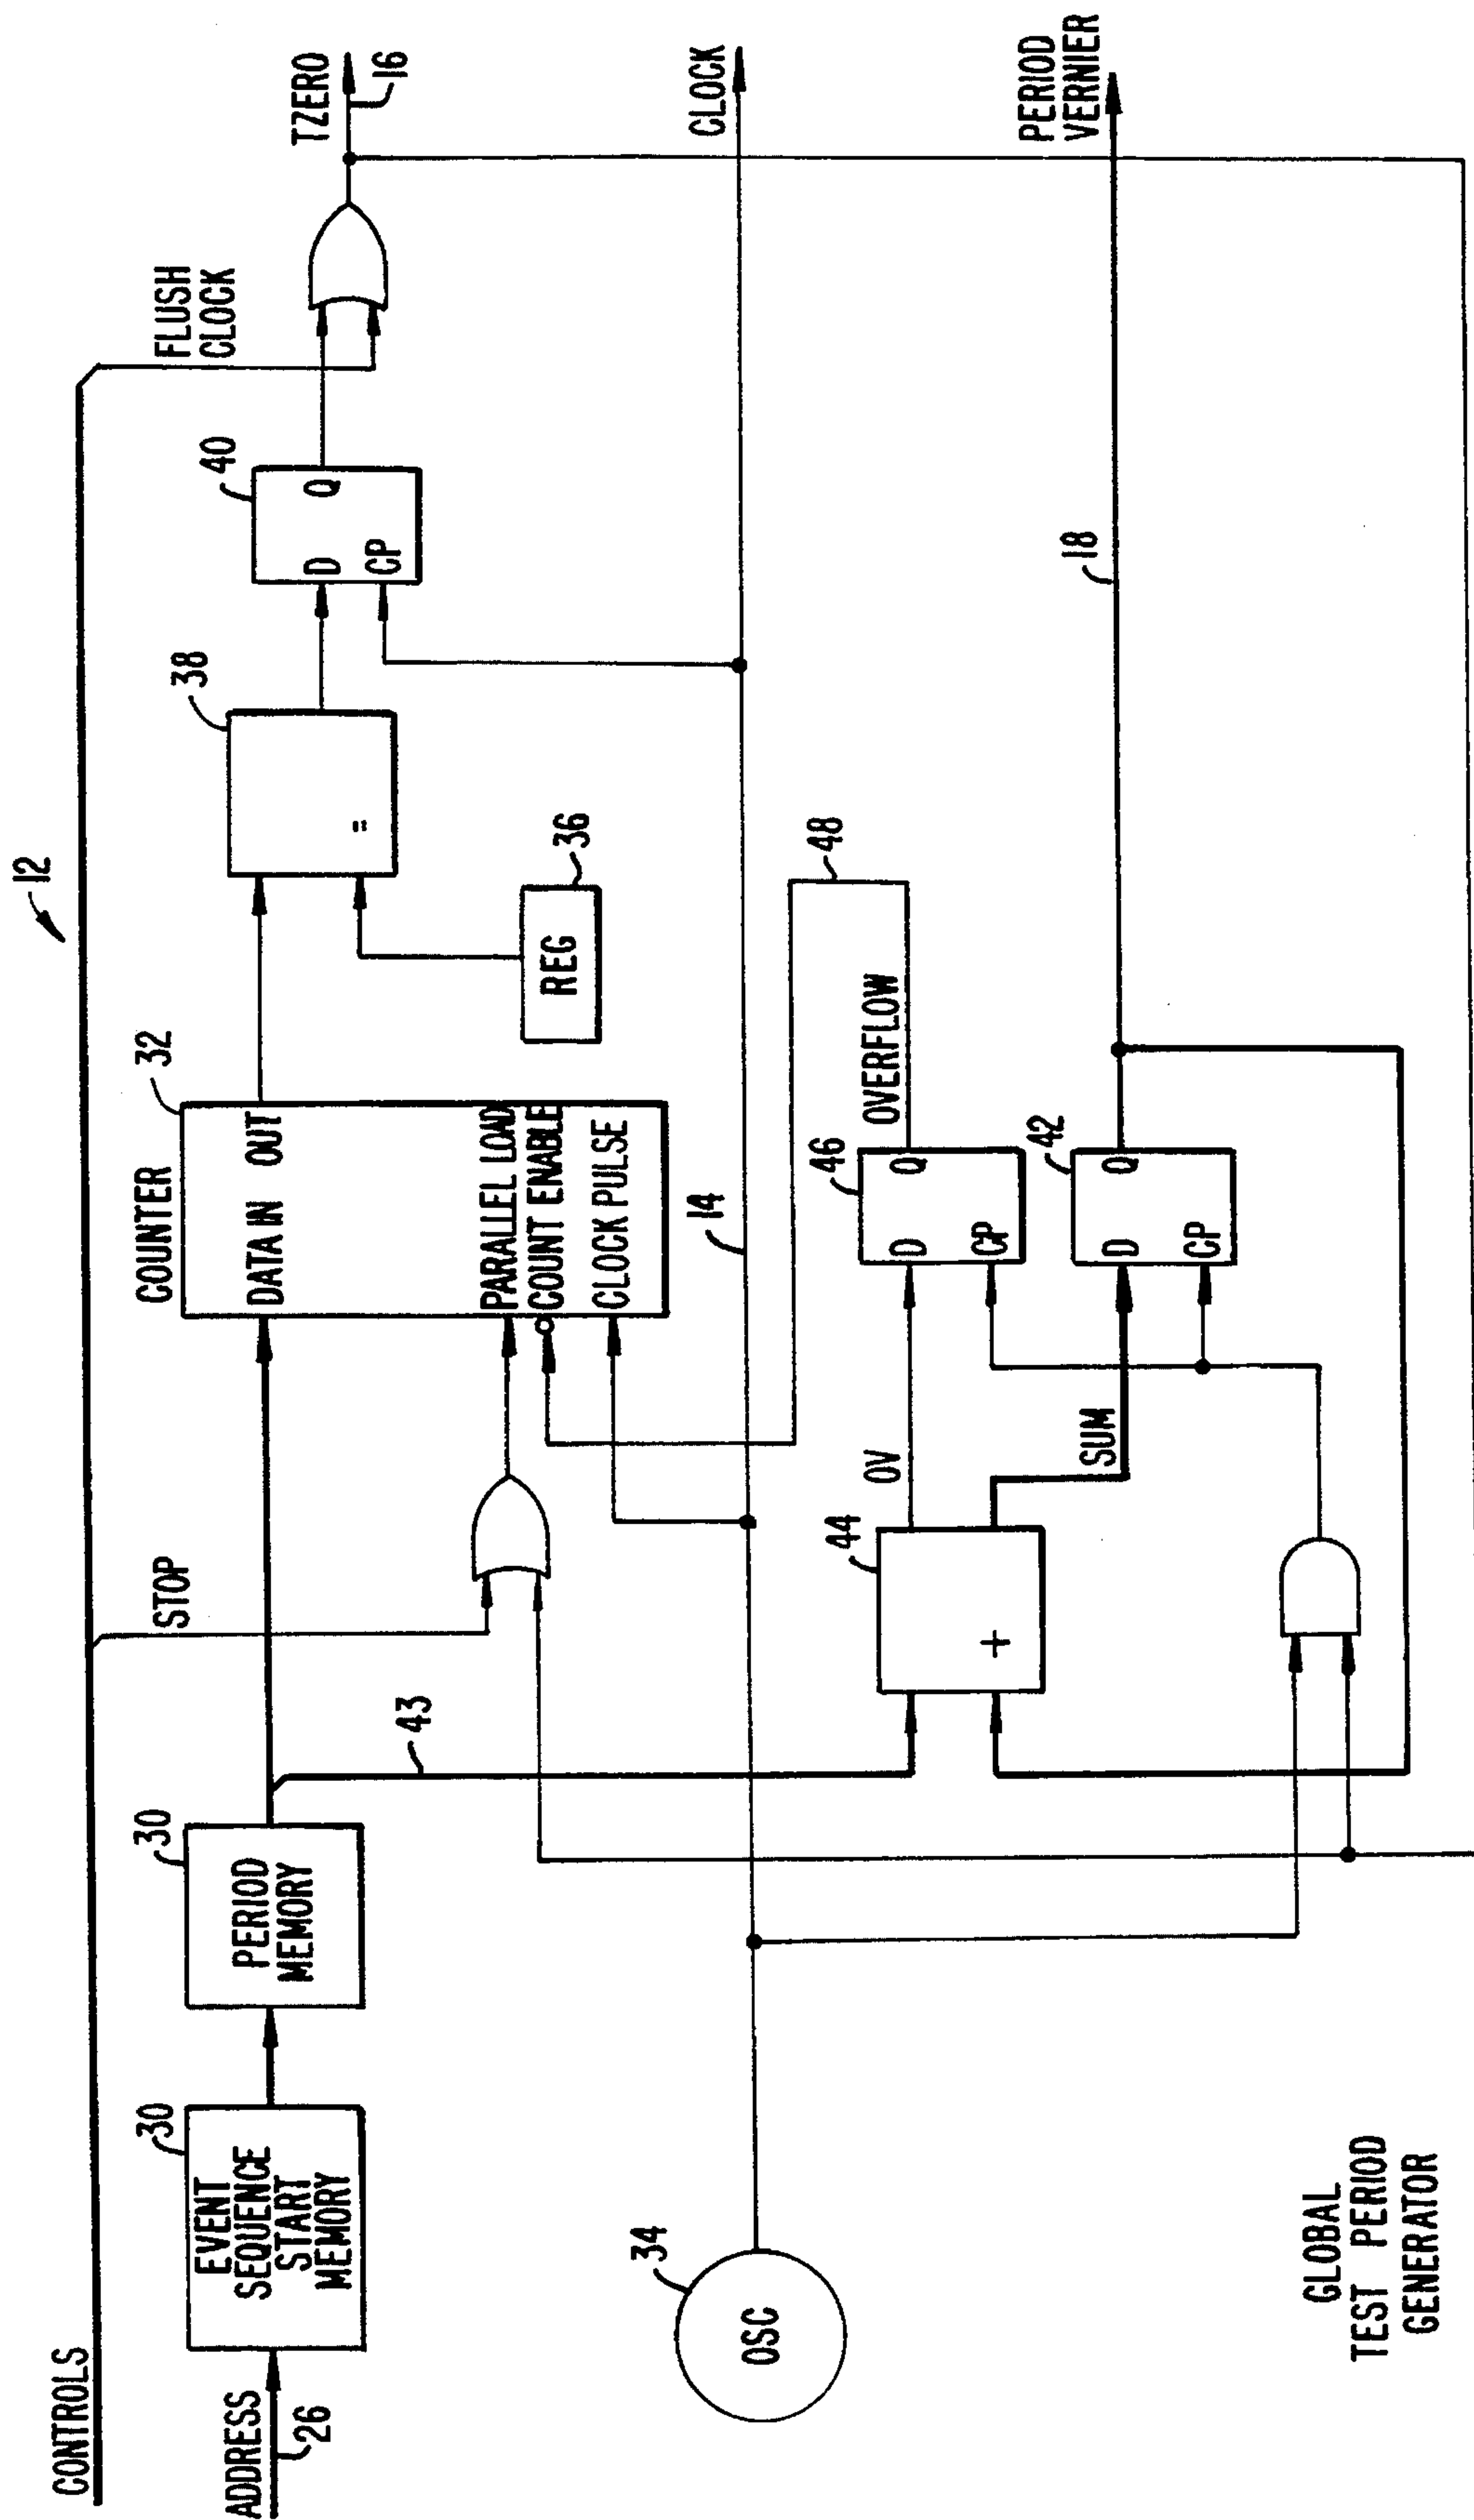 CONTROLS
12
FLUSH
CLOCK
TZERO
16
ADDRESS
26
30
EVENT
SEQUENCE
START
MEMORY
30
PERIOD
MEMORY
STOP
43
COUNTER
32
DATA IN OUT
PARALLEL LOAD
COUNT ENABLE
CLOCK PULSE
38
=
REG
36
40
D Q
CP
34
OSC
14
CLOCK
44
+
OV
SUM
46
D Q
CP
OVERFLOW
48
42
D Q
CP
18
PERIOD
VERNIER
GLOBAL
TEST PERIOD
GENERATOR